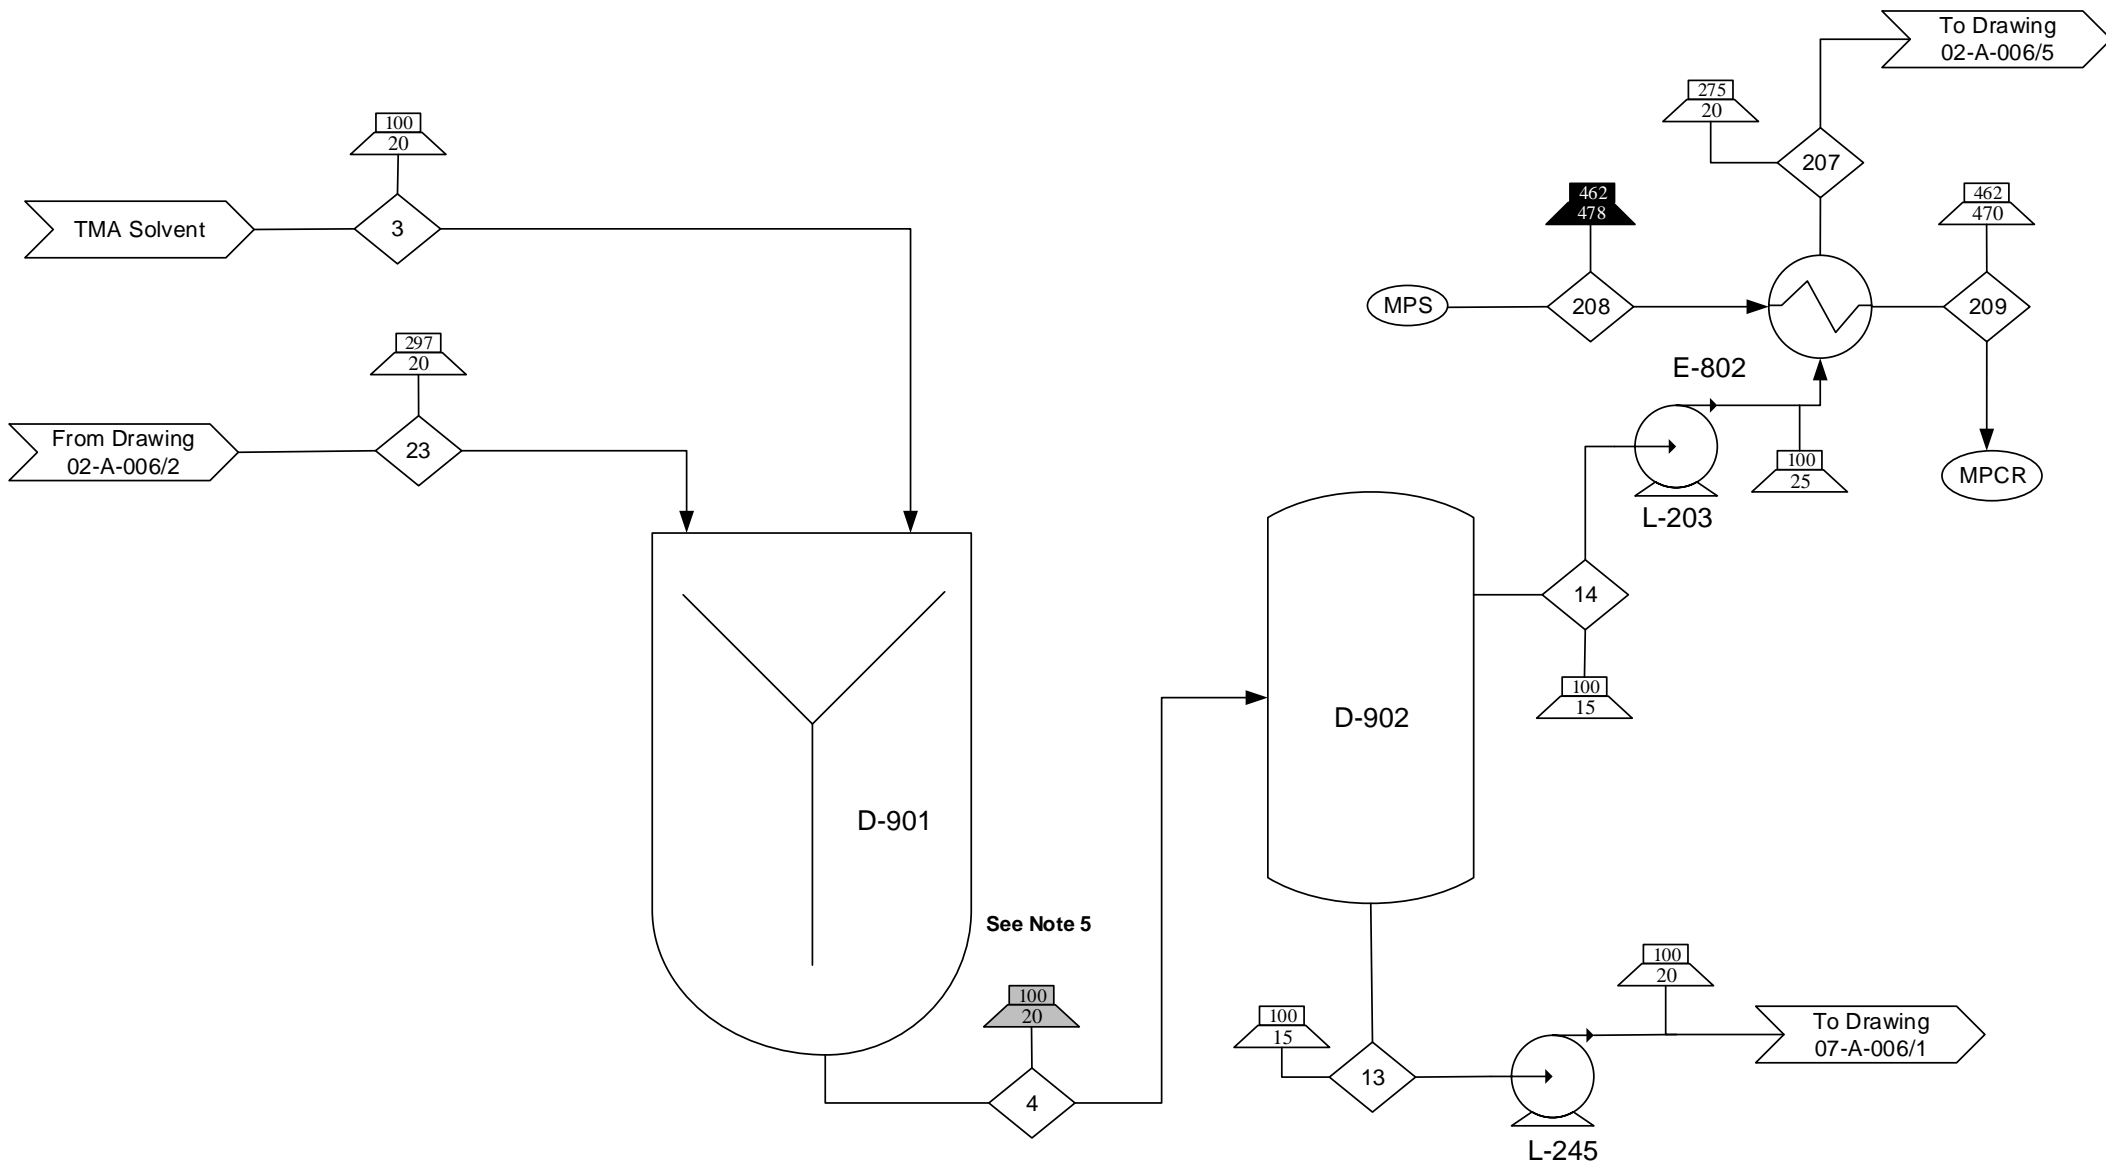 To Drawing
02-A-006/5
275
20
100
20
207
462
478
462
470
TMA Solvent
3
MPS
208
209
297
20
E-802
From Drawing
02-A-006/2
23
100
25
MPCR
L-203
14
100
15
D-902
D-901
See Note 5
100
20
100
20
100
15
To Drawing
07-A-006/1
13
4
L-245